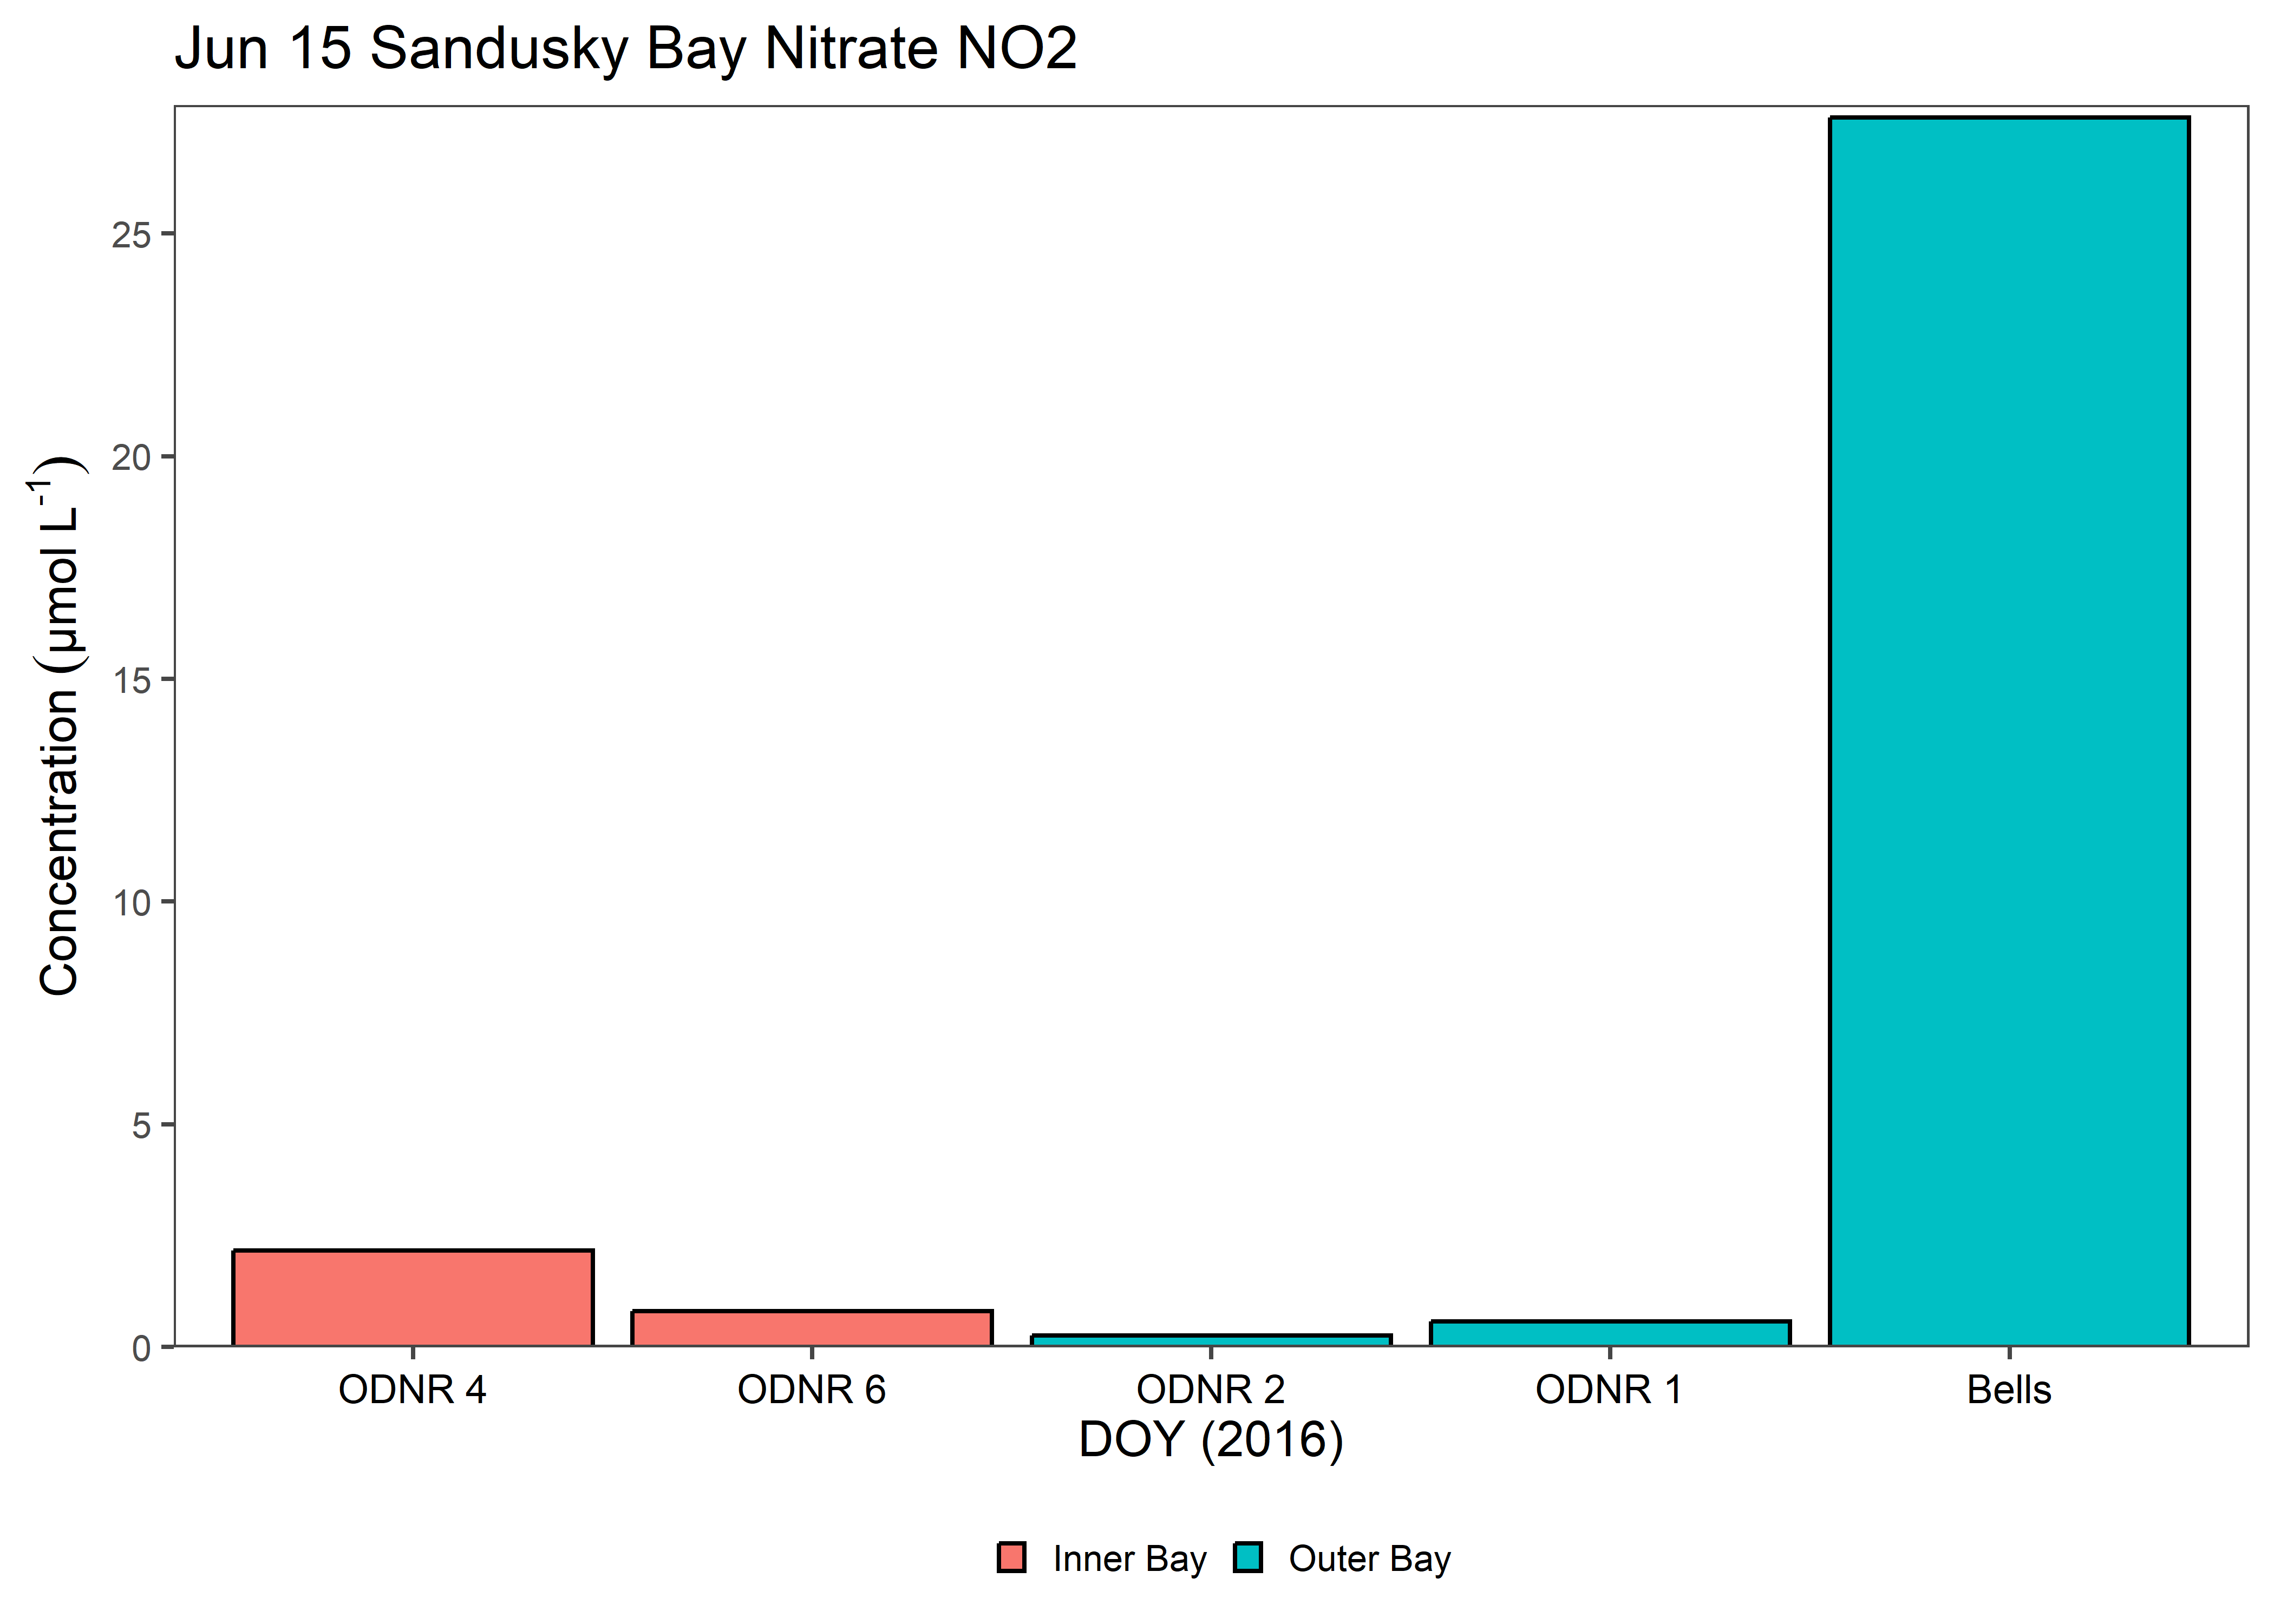 Jun 15 Sandusky Bay Nitrate NO2
Concentration (µmol L⁻¹)
25
20
15
10
5
0
ODNR 4 ODNR 6 ODNR 2 ODNR 1 Bells
DOY (2016)
Inner Bay Outer Bay